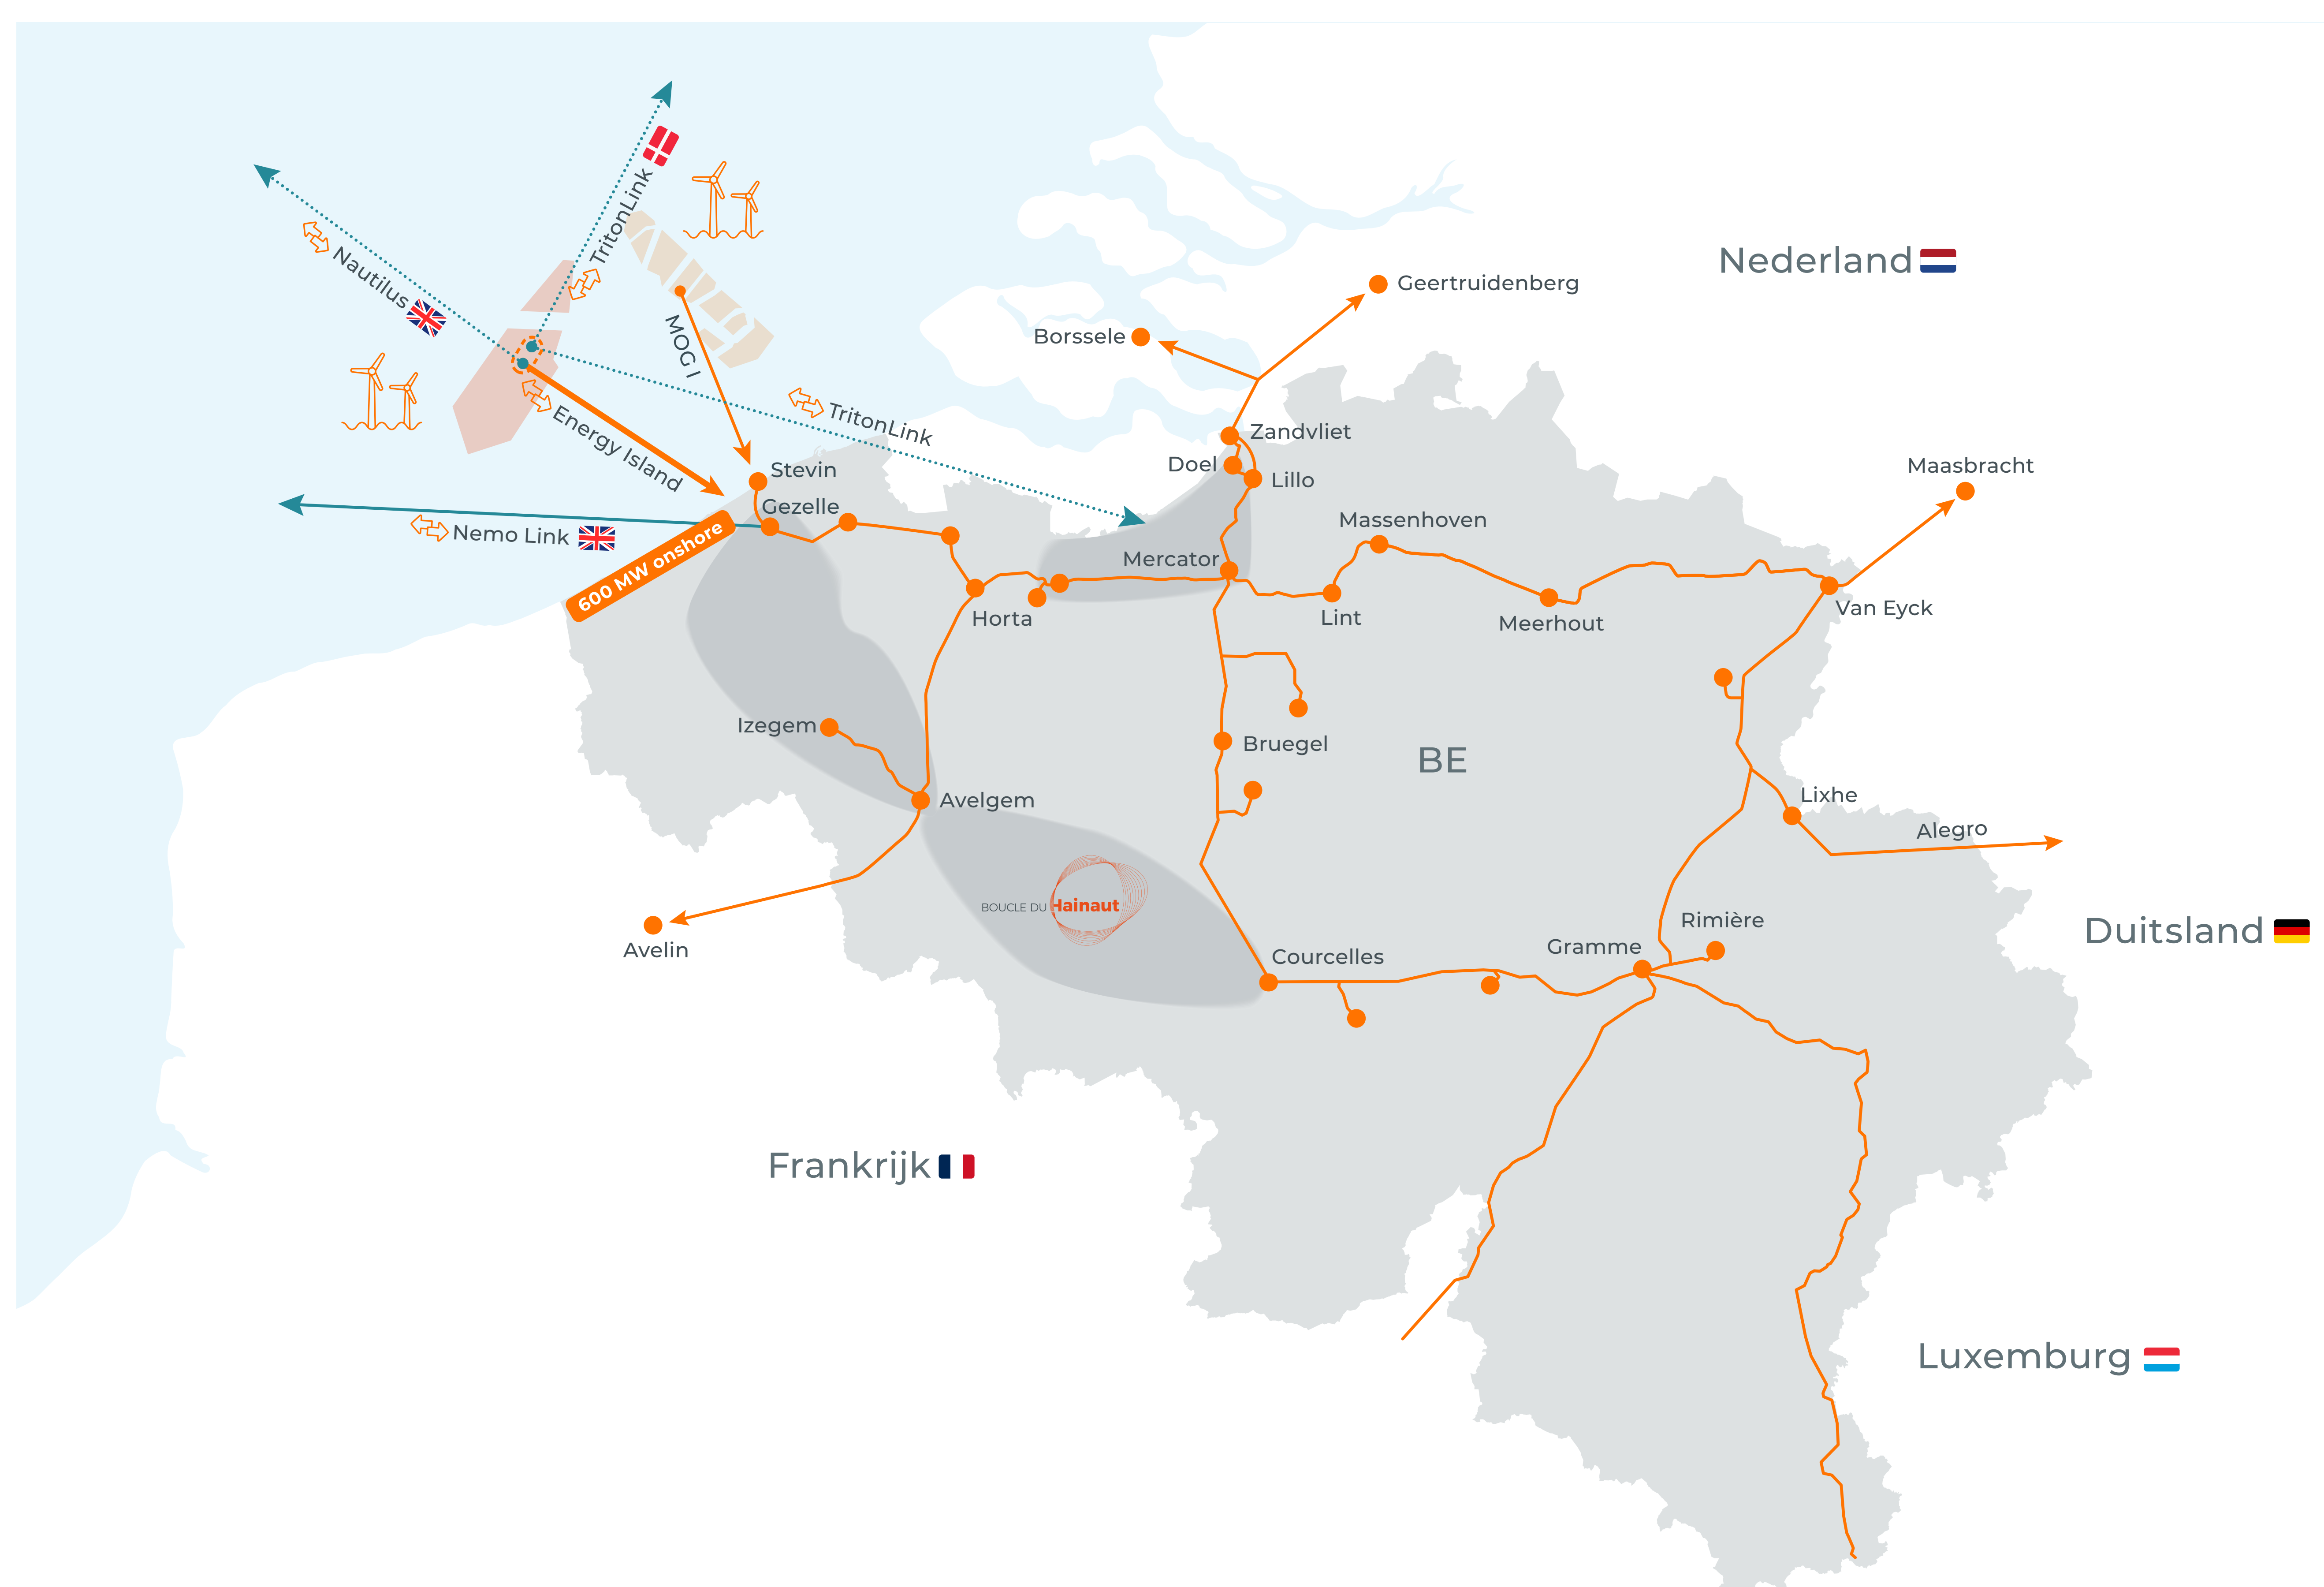 TritonLink
Nautilus
MOG I
Energy Island
TritonLink
Nemo Link
600 MW onshore
Nederland
Geertruidenberg
Borssele
Zandvliet
Doel
Lillo
Stevin
Gezelle
Maasbracht
Massenhoven
Mercator
Horta
Lint
Meerhout
Van Eyck
Izegem
Bruegel
BE
Avelgem
Lixhe
Alegro
BOUCLE DU Hainaut
Avelin
Courcelles
Gramme
Rimière
Duitsland
Frankrijk
Luxemburg